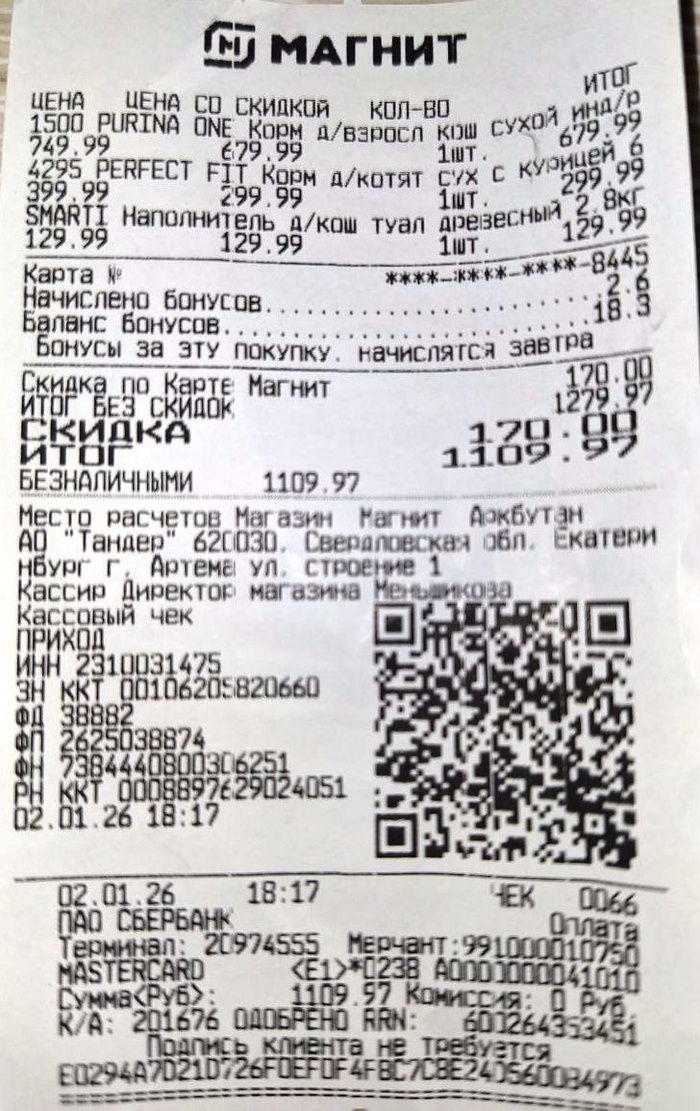 МАГНИТ
ИТОГ
ЦЕНА ЦЕНА СО СКИДКОЙ КОЛ-ВО
1500 PURINA ONE Корм д/взросл кош сухой инд/р
749.99 679.99 1шт. 679.99
4295 PERFECT FIT Корм д/котят сух с курицей 6
399.99 299.99 1шт. 299.99
SMARTI Наполнитель д/кош туал древесный 2.8кг
129.99 129.99 1шт. 129.99
Карта № ****-****-****-8445
Начислено бонусов 2.6
Баланс бонусов 18.3
Бонусы за эту покупку. начислятся завтра
Скидка по Карте Магнит 170.00
ИТОГ БЕЗ СКИДОК 1279.97
СКИДКА 170.00
ИТОГ 1109.97
БЕЗНАЛИЧНЫМИ 1109.97
Место расчетов Магазин Магнит Аркбутан
АО "Тандер" 620030. Свердловская обл. Екатери
нбург г, Артема ул. строение 1
Кассир Директор магазина Меньшикова
Кассовый чек
ПРИХОД
ИНН 2310031475
ЗН ККТ 00106205820660
ФД 38882
ФП 2625038874
ФН 7384440800306251
РН ККТ 0008897629024051
02.01.26 18:17
02.01.26 18:17 ЧЕК 0066
ПАО СБЕРБАНК Оплата
Терминал: 20974555 Мерчант:991000010750
MASTERCARD <E1>*0238 A0000000041010
Сумма<Руб>: 1109.97 Комиссия: 0 Руб.
К/А: 201676 ОДОБРЕНО RRN: 600264353451
Подпись клиента не требуется